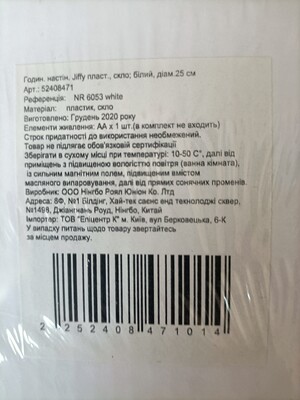 Годин. настін. Jiffy пласт., скло; білий, діам.25 см
Арт.: 52408471
Референція: NR 6053 white
Матеріал: пластик, скло
Виготовлено: Грудень 2020 року
Елементи живлення: АА х 1 шт.(в комплект не входить)
Строк придатності до використання необмежений.
Товар не підлягає обов'язковій сертифікації
Зберігати в сухому місці при температурі: 10-50 С°, далі від
приміщень з підвищеною вологістю повітря (ванна кімната),
із сильним магнітним полем, підвищеним вмістом
масляного випаровування, далі від прямих сонячних променів.
Виробник: ООО Нінгбо Роял Юніон Ко. Лтд
Адреса: 8Ф, №1 Білдінг, Хай-тек саєнс енд технолоджі сквер,
№1498, Джіангнань Роуд, Нінгбо, Китай
Імпортер: ТОВ "Епіцентр К" м. Київ, вул Берковецька, 6-К
У випадку питань щодо товару звертайтесь
за місцем продажу.
2 252408 471014